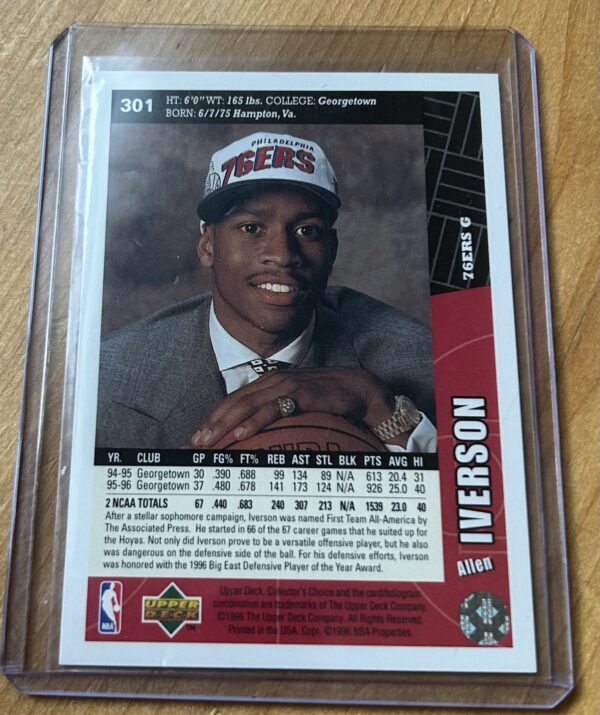 301
HT: 6'0" WT: 165 lbs. COLLEGE: Georgetown
BORN: 6/7/75 Hampton, Va.
PHILADELPHIA
76ERS
76ERS G
IVERSON
Allen
YR. CLUB GP FG% FT% REB AST STL BLK PTS AVG HI
94-95 Georgetown 30 .390 .688 99 134 89 N/A 613 20.4 31
95-96 Georgetown 37 .480 .678 141 173 124 N/A 926 25.0 40
2 NCAA TOTALS 67 .440 .683 240 307 213 N/A 1539 23.0 40
After a stellar sophomore campaign, Iverson was named First Team All-America by
The Associated Press. He started in 66 of the 67 career games that he suited up for
the Hoyas. Not only did Iverson prove to be a versatile offensive player, but he also
was dangerous on the defensive side of the ball. For his defensive efforts, Iverson
was honored with the 1996 Big East Defensive Player of the Year Award.
NBA
UPPER
DECK
TM
Upper Deck, Collector's Choice and the card/hologram
combination are trademarks of The Upper Deck Company.
©1996 The Upper Deck Company. All Rights Reserved.
Printed in the USA. Copr. ©1996 NBA Properties.